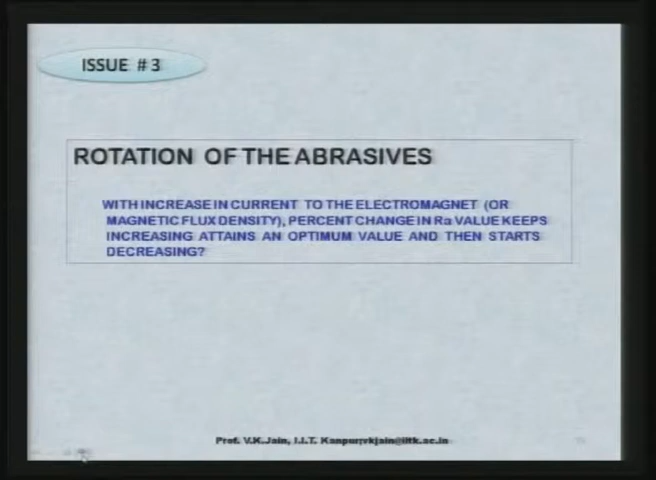 ISSUE # 3
ROTATION OF THE ABRASIVES
WITH INCREASE IN CURRENT TO THE ELECTROMAGNET (OR
MAGNETIC FLUX DENSITY), PERCENT CHANGE IN Ra VALUE KEEPS
INCREASING ATTAINS AN OPTIMUM VALUE AND THEN STARTS
DECREASING?
Prof. V.K.Jain, I.I.T. Kanpur;vkjain@iitk.ac.in